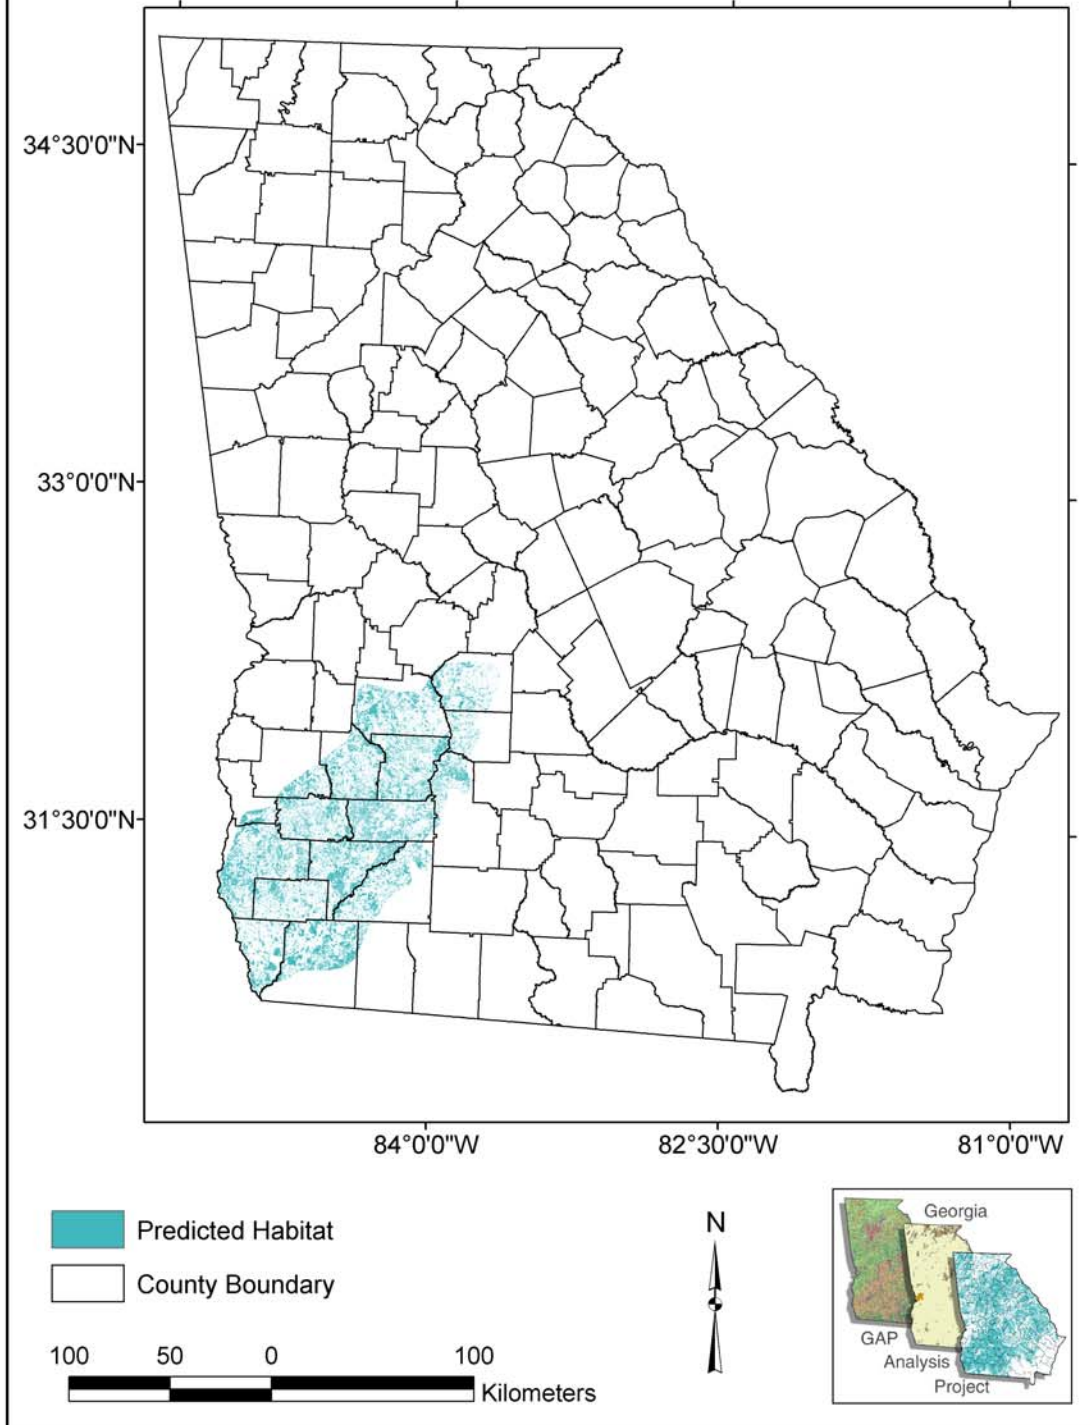 34°30'0"N
33°0'0"N
31°30'0"N
84°0'0"W 82°30'0"W 81°0'0"W
Predicted Habitat
County Boundary
100 50 0 100
Kilometers
N
Georgia
GAP
Analysis
Project